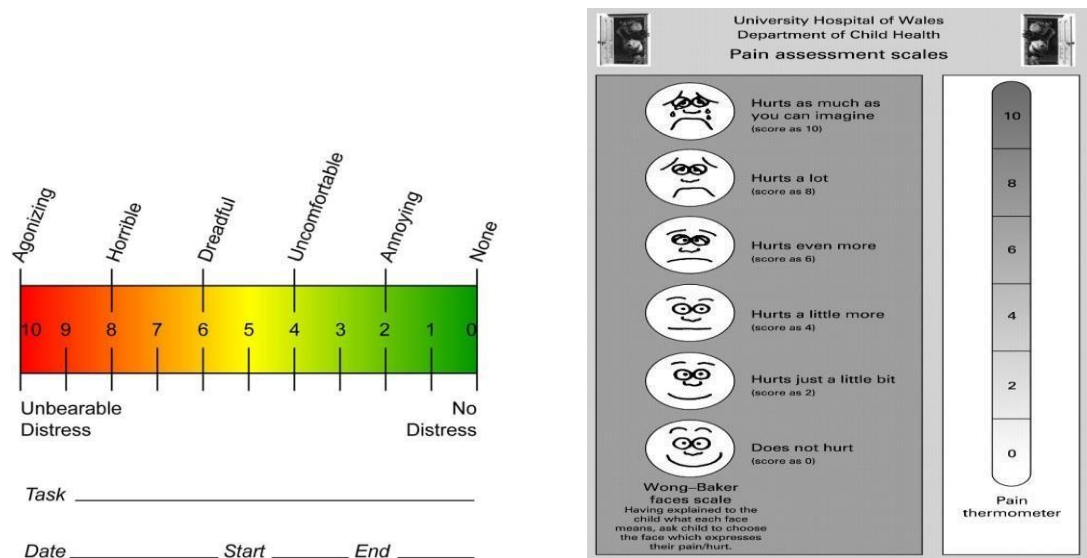 Agonizing
Horrible
Dreadful
Uncomfortable
Annoying
None
10 9 8 7 6 5 4 3 2 1 0
Unbearable
Distress
No
Distress
Task
Date Start End
University Hospital of Wales
Department of Child Health
Pain assessment scales
Hurts as much as
you can imagine
(score as 10)
Hurts a lot
(score as 8)
Hurts even more
(score as 6)
Hurts a little more
(score as 4)
Hurts just a little bit
(score as 2)
Does not hurt
(score as 0)
Wong–Baker
faces scale
Having explained to the
child what each face
means, ask child to choose
the face which expresses
their pain/hurt.
10
8
6
4
2
0
Pain
thermometer